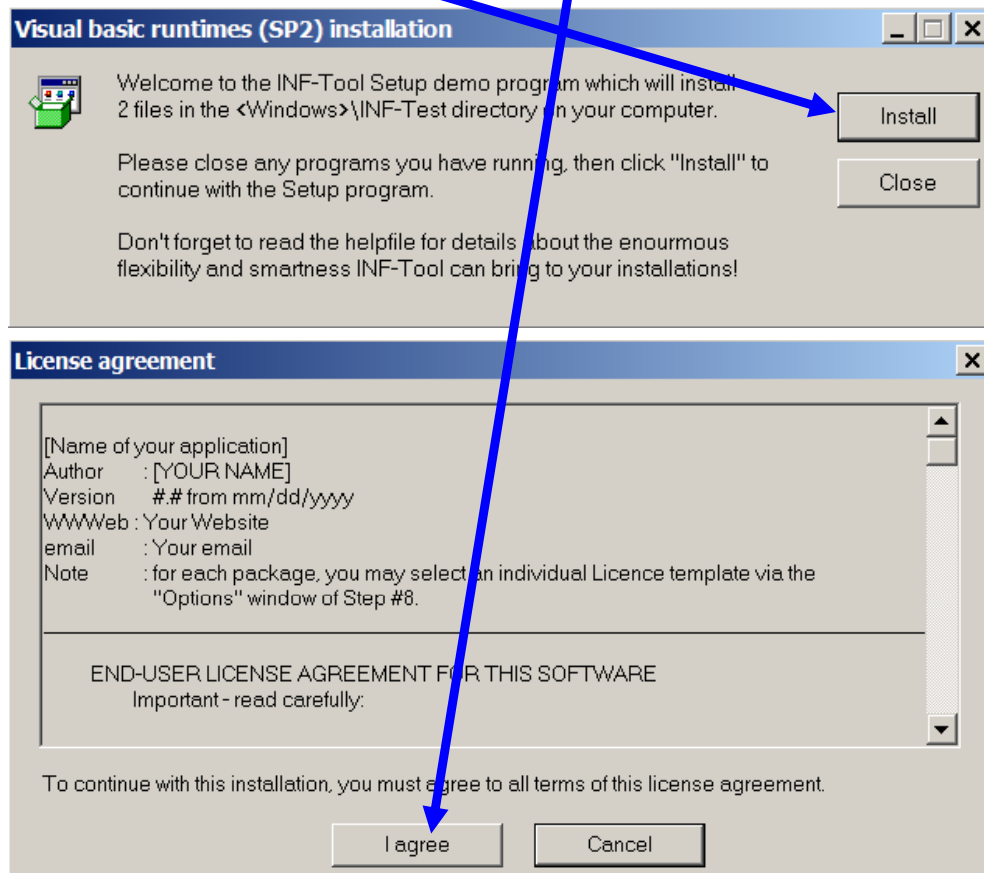 Visual basic runtimes (SP2) installation
Welcome to the INF-Tool Setup demo program which will install
2 files in the <Windows>\INF-Test directory on your computer.
Install
Please close any programs you have running, then click "Install" to
continue with the Setup program.
Close
Don't forget to read the helpfile for details about the enourmous
flexibility and smartness INF-Tool can bring to your installations!
License agreement
[Name of your application]
Author : [YOUR NAME]
Version #.# from mm/dd/yyyy
WWWeb : Your Website
email : Your email
Note : for each package, you may select an individual Licence template via the
"Options" window of Step #8.
END-USER LICENSE AGREEMENT FOR THIS SOFTWARE
Important - read carefully:
To continue with this installation, you must agree to all terms of this license agreement.
I agree
Cancel